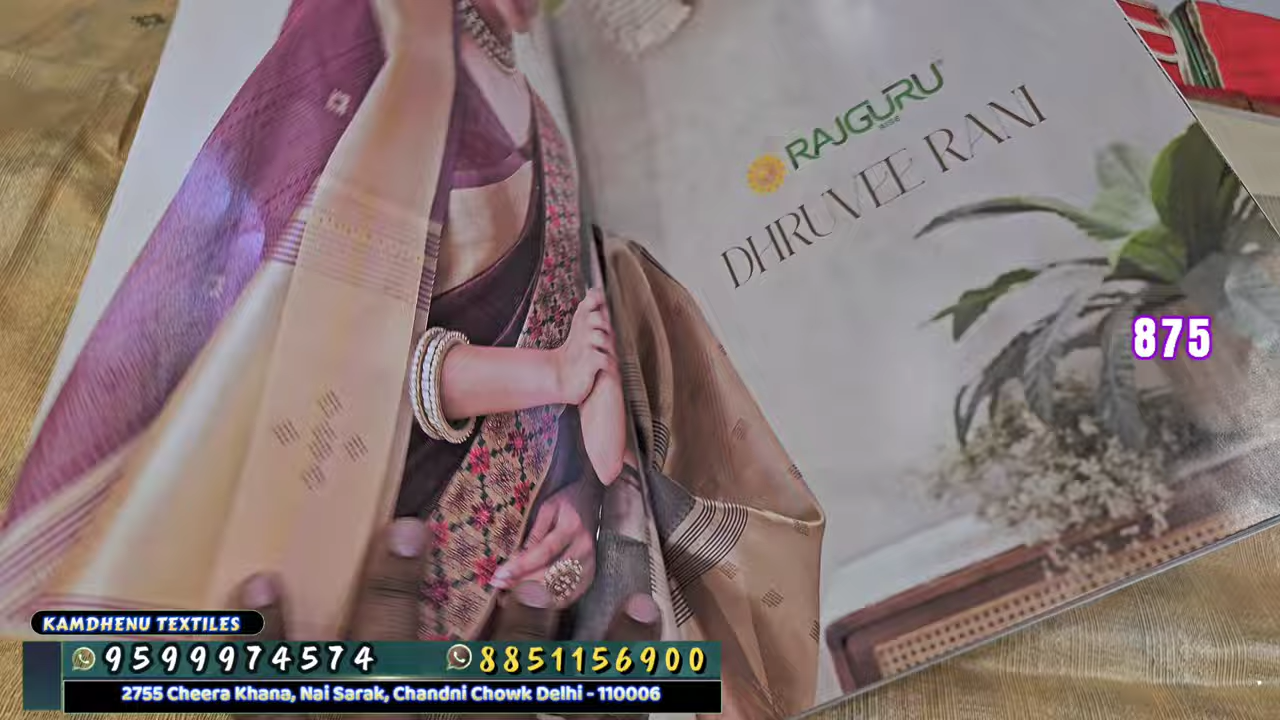 RAJGURU
DHRUVEE RANI
875
KAMDHENU TEXTILES
9599974574
8851156900
2755 Cheera Khana, Nai Sarak, Chandni Chowk Delhi - 110006